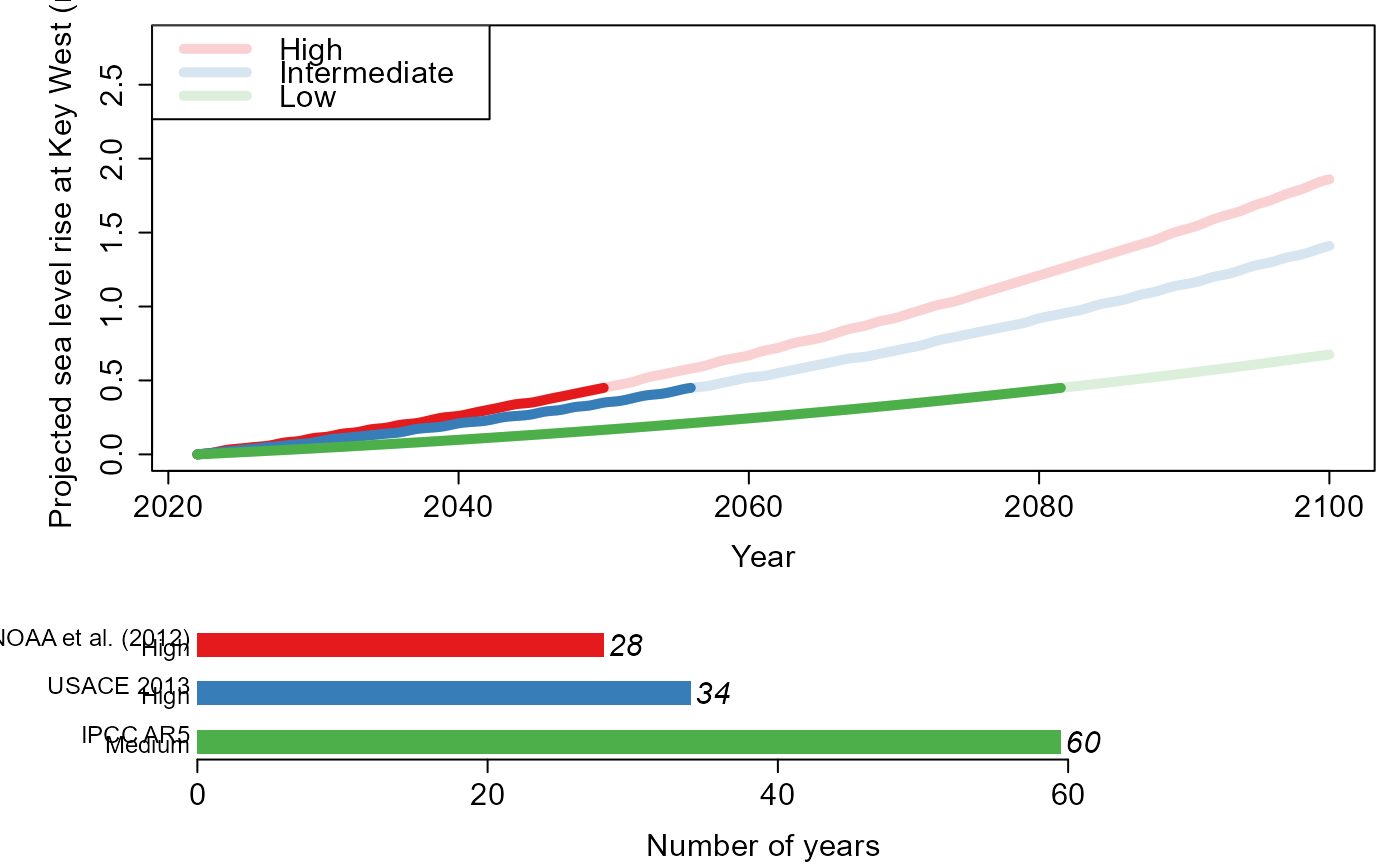 Projected sea level rise at Key West (
High
Intermediate
Low
2.5
2.0
1.5
1.0
0.5
0.0
2020 2040 2060 2080 2100
Year
NOAA et al. (2012)
High
28
USACE 2013
High
34
IPCC AR5
Medium
60
0 20 40 60
Number of years